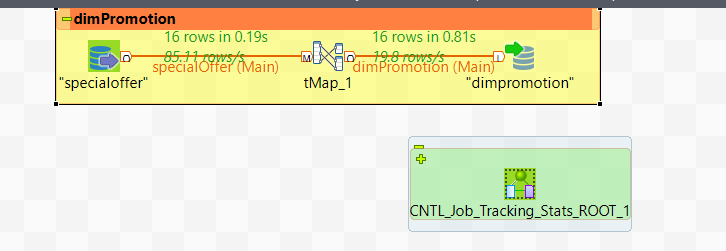 dimPromotion
16 rows in 0.19s
16 rows in 0.81s
85.11 rows/s
19.8 rows/s
specialOffer (Main)
dimPromotion (Main)
"specialoffer"
tMap_1
"dimpromotion"
CNTL_Job_Tracking_Stats_ROOT_1